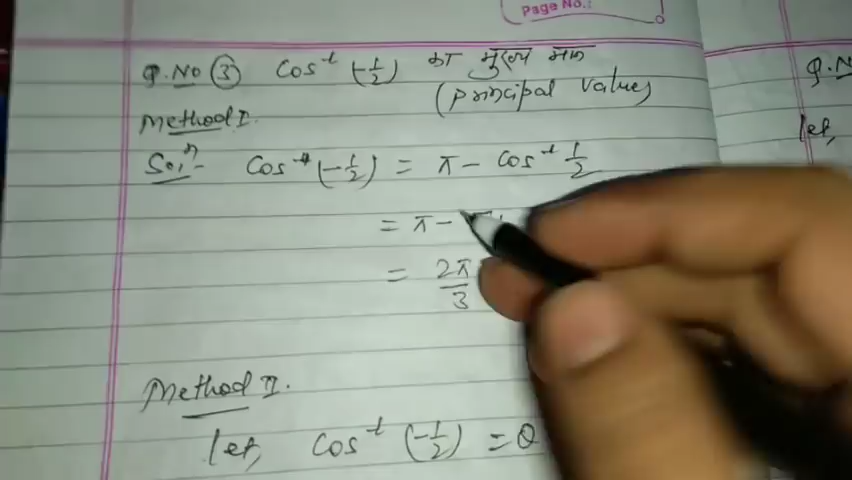 Page No.:
Q.No ③ Cos⁻¹ (-1/2) का मुख्य मान
(principal value)
Method I.
Soln:- Cos⁻¹ (-1/2) = π - Cos⁻¹ 1/2
= π -
= 2π/3
Method II.
let, Cos⁻¹ (-1/2) = θ
Q.N
let,